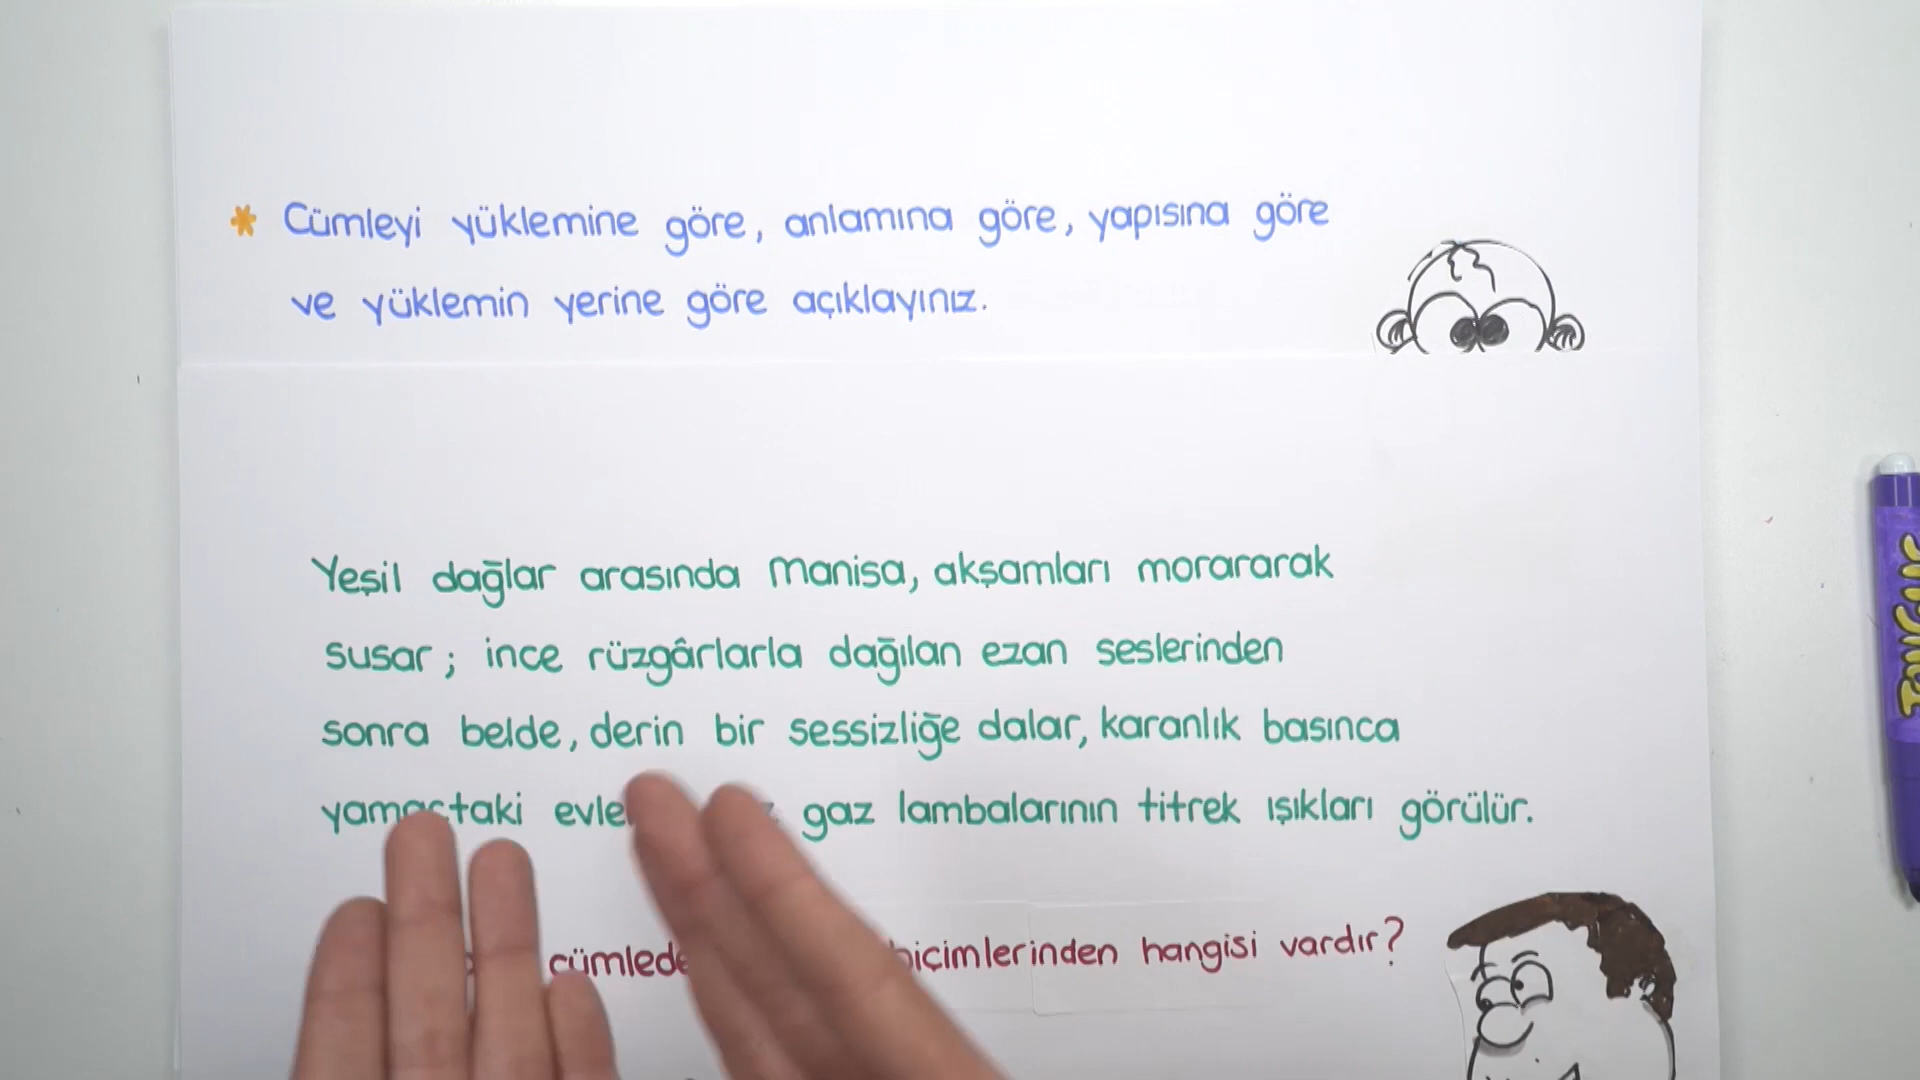 * Cümleyi yüklemine göre, anlamına göre, yapısına göre
ve yüklemin yerine göre açıklayınız.
Yeşil dağlar arasında Manisa, akşamları morararak
susar; ince rüzgârlarla dağılan ezan seslerinden
sonra belde, derin bir sessizliğe dalar, karanlık basınca
yamaçtaki gaz lambalarının titrek ışıkları görülür.
cümlede hangisi vardır?